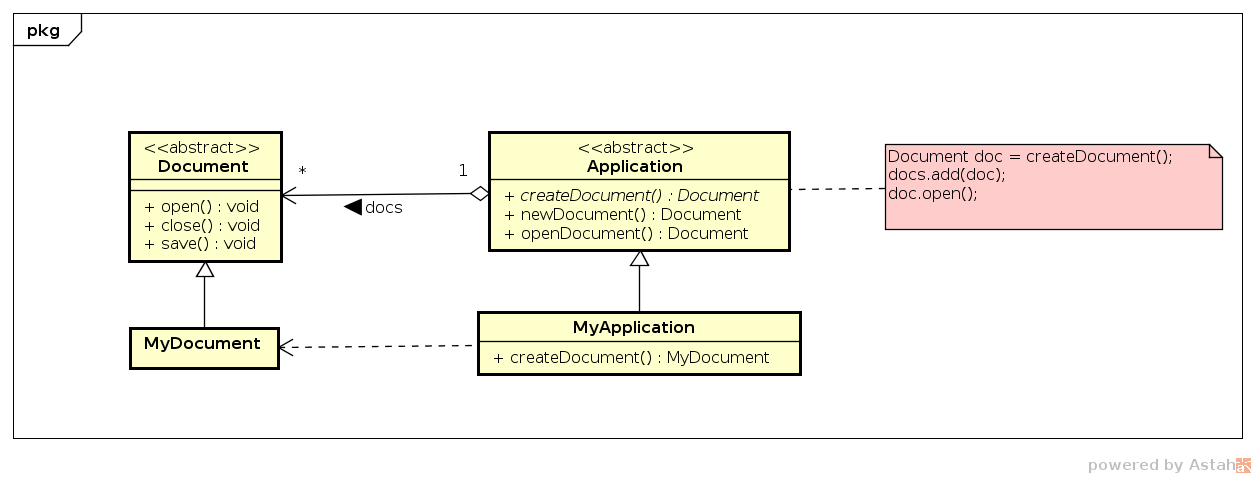 pkg
<<abstract>>
Document
+ open() : void
+ close() : void
+ save() : void
*
1
docs
<<abstract>>
Application
+ createDocument() : Document
+ newDocument() : Document
+ openDocument() : Document
Document doc = createDocument();
docs.add(doc);
doc.open();
MyDocument
MyApplication
+ createDocument() : MyDocument
powered by Astah